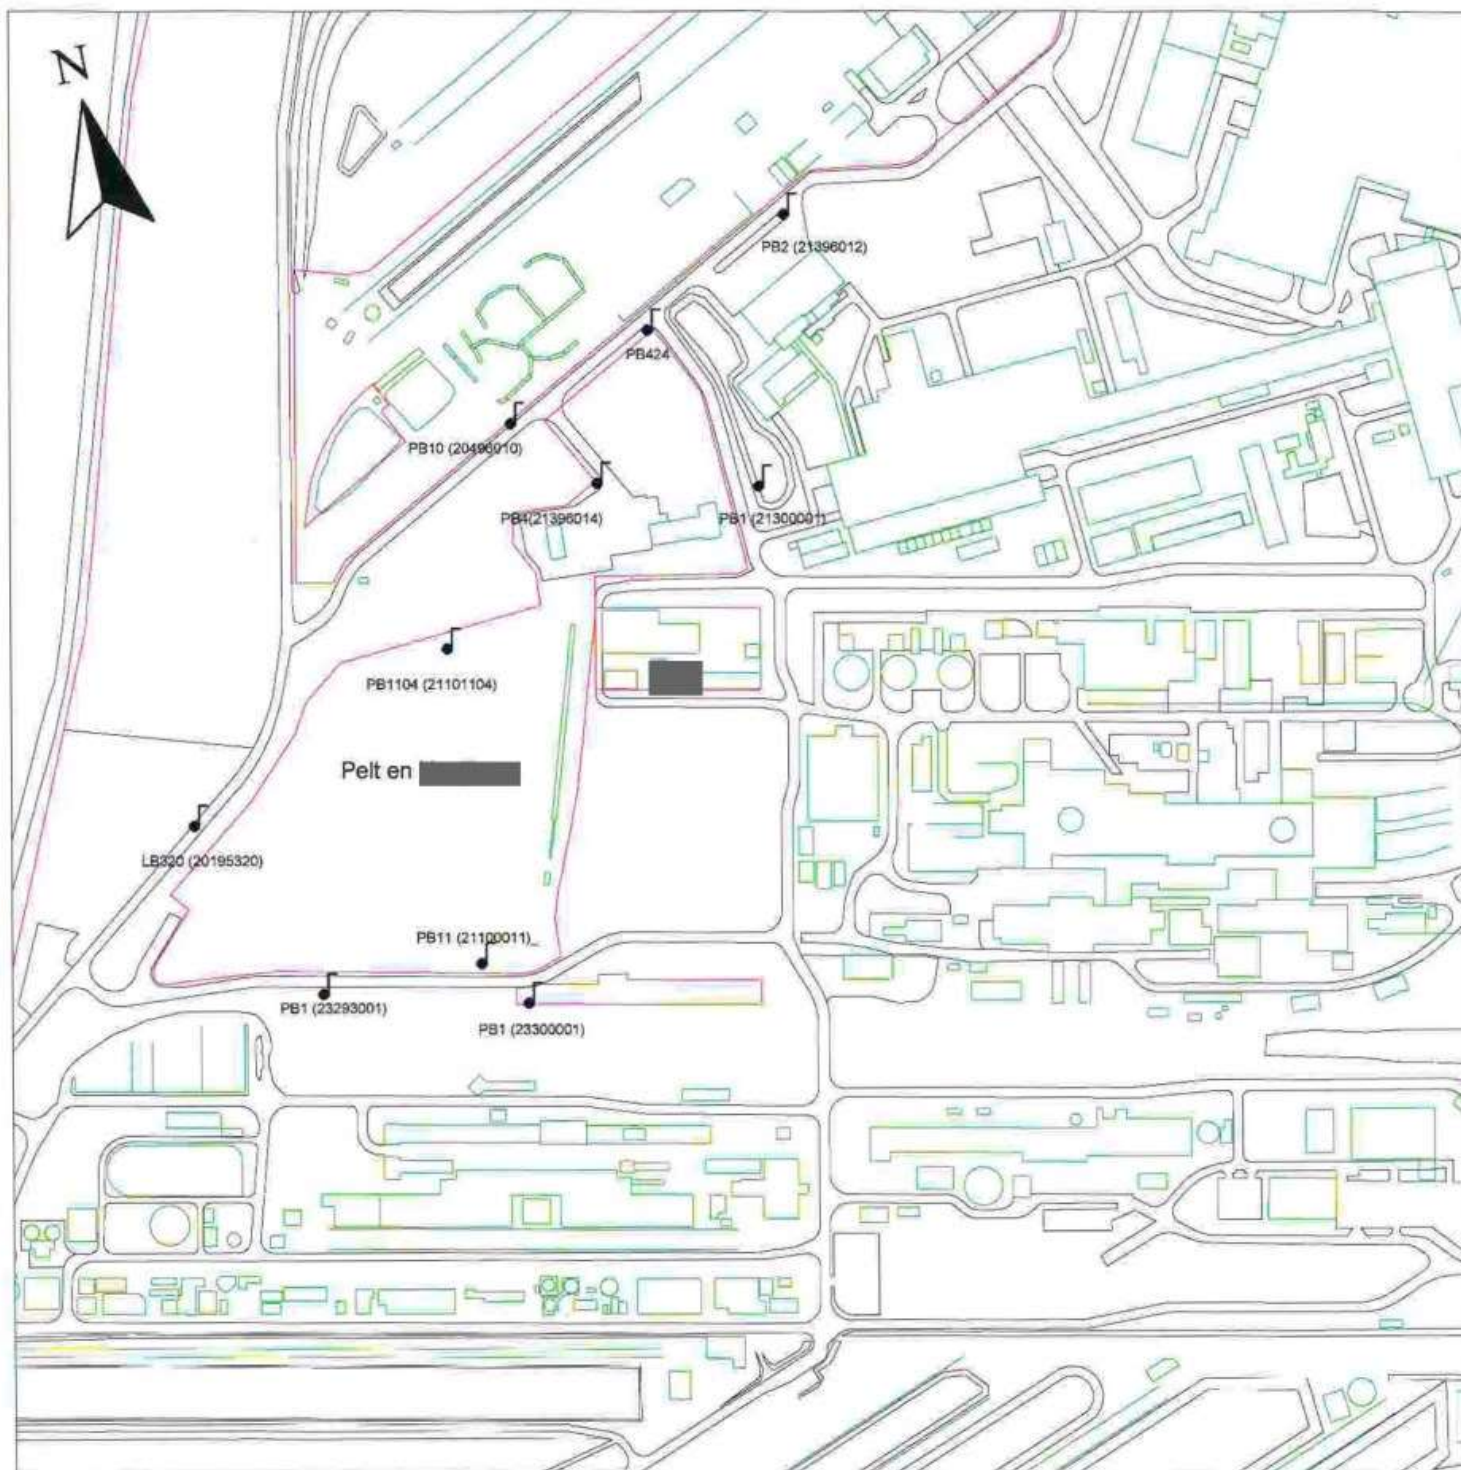 N
PB2 (21396012)
PB424
PB10 (20496010)
PB4(21396014)
PB1 (21300001)
PB1104 (21101104)
Pelt en
LB320 (20195320)
PB11 (21100011)_
PB1 (23293001)
PB1 (23300001)